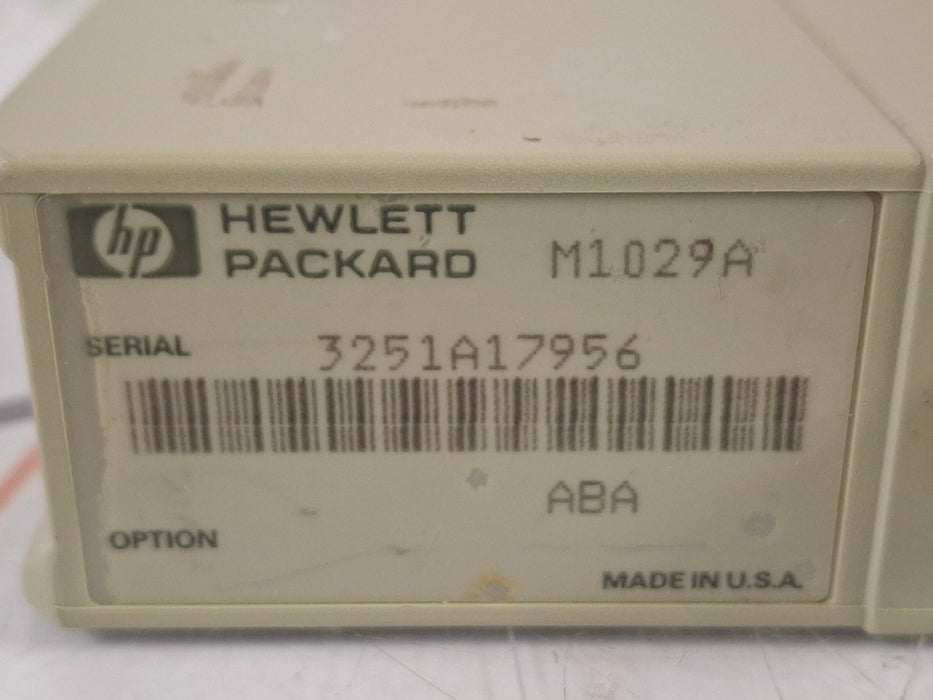 hp HEWLETT
PACKARD M1029A
SERIAL 3251A17956
ABA
OPTION
MADE IN U.S.A.